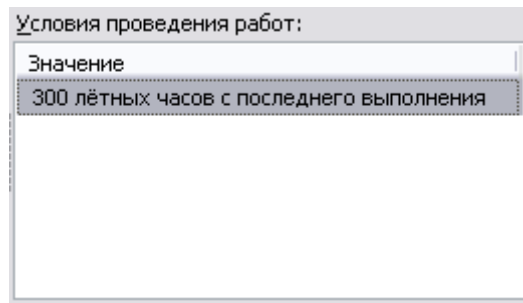 Условия проведения работ:
Значение
300 лётных часов с последнего выполнения